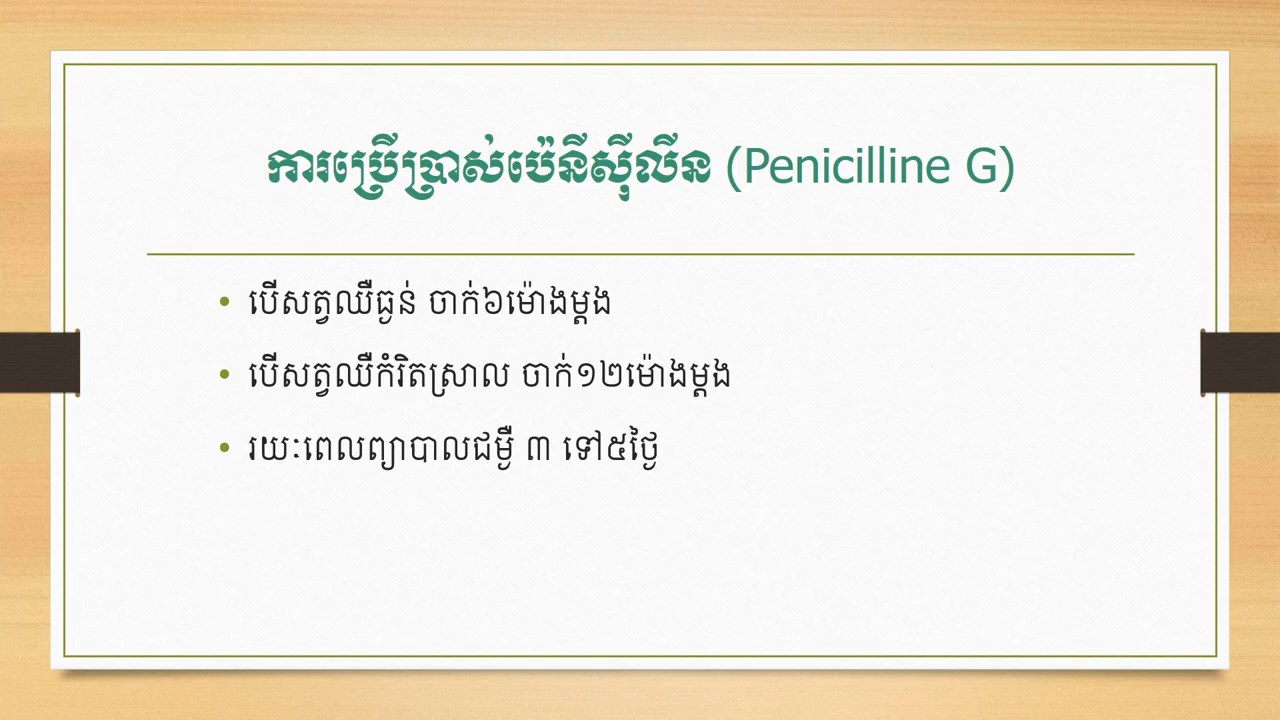 ការប្រើប្រាស់ប៉េនីស៊ីលីន (Penicilline G)
• បើសត្វឈឺធ្ងន់ ចាក់៦ម៉ោងម្តង
• បើសត្វឈឺកំរិតស្រាល ចាក់១២ម៉ោងម្តង
• រយៈពេលព្យាបាលជម្ងឺ ៣ ទៅ៥ថ្ងៃ